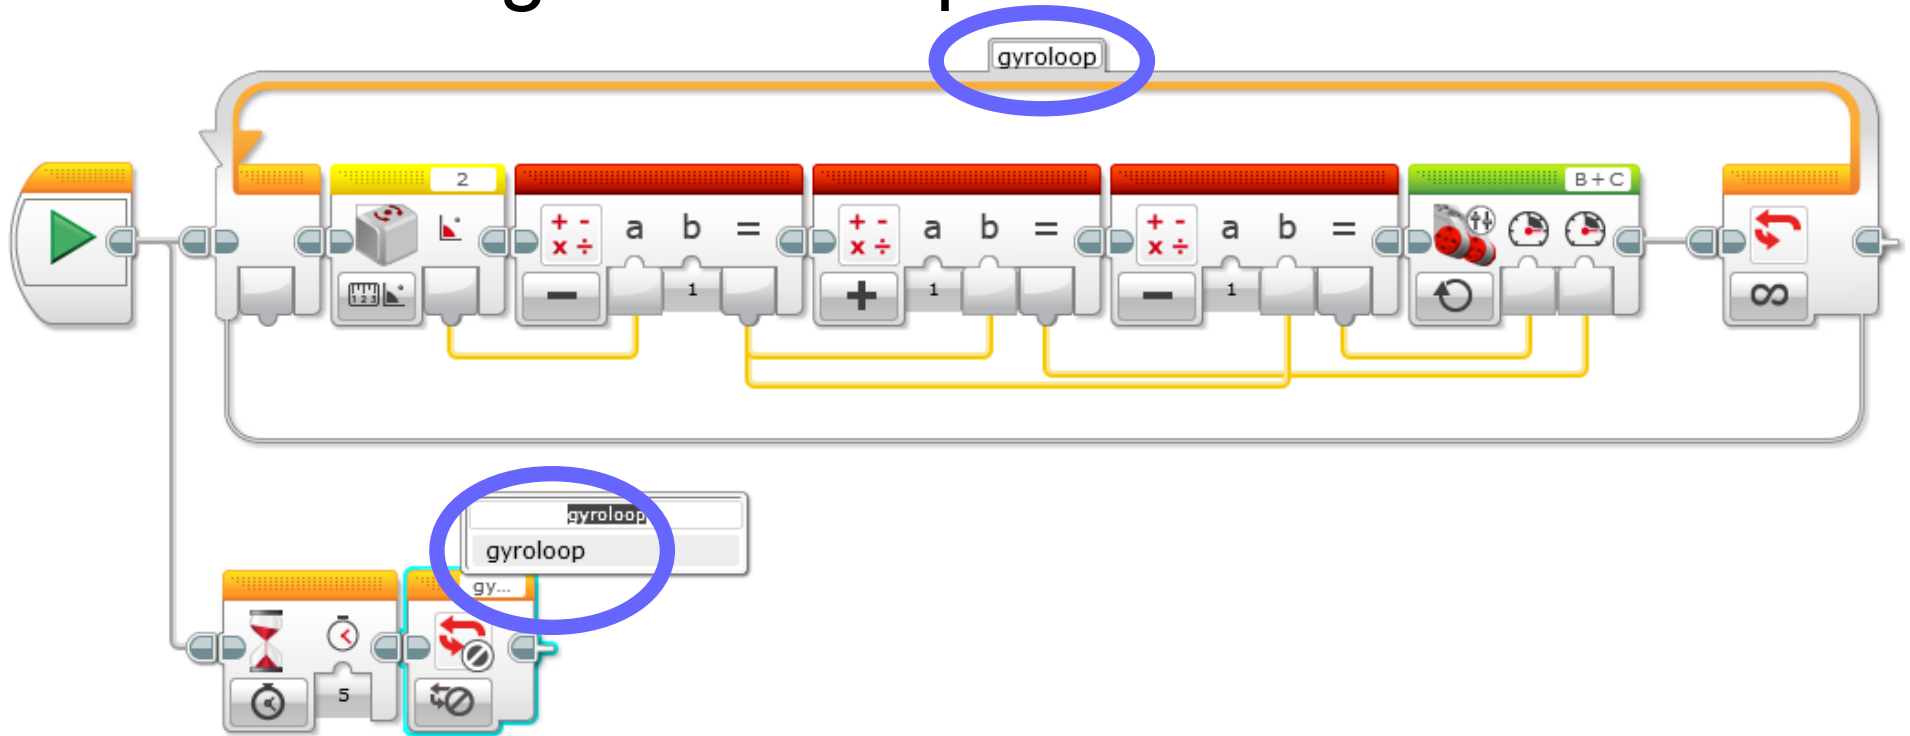 gyroloop
2
B+C
a b =
a b =
a b =
1
1
1
gyroloop
gyroloop
gy...
5